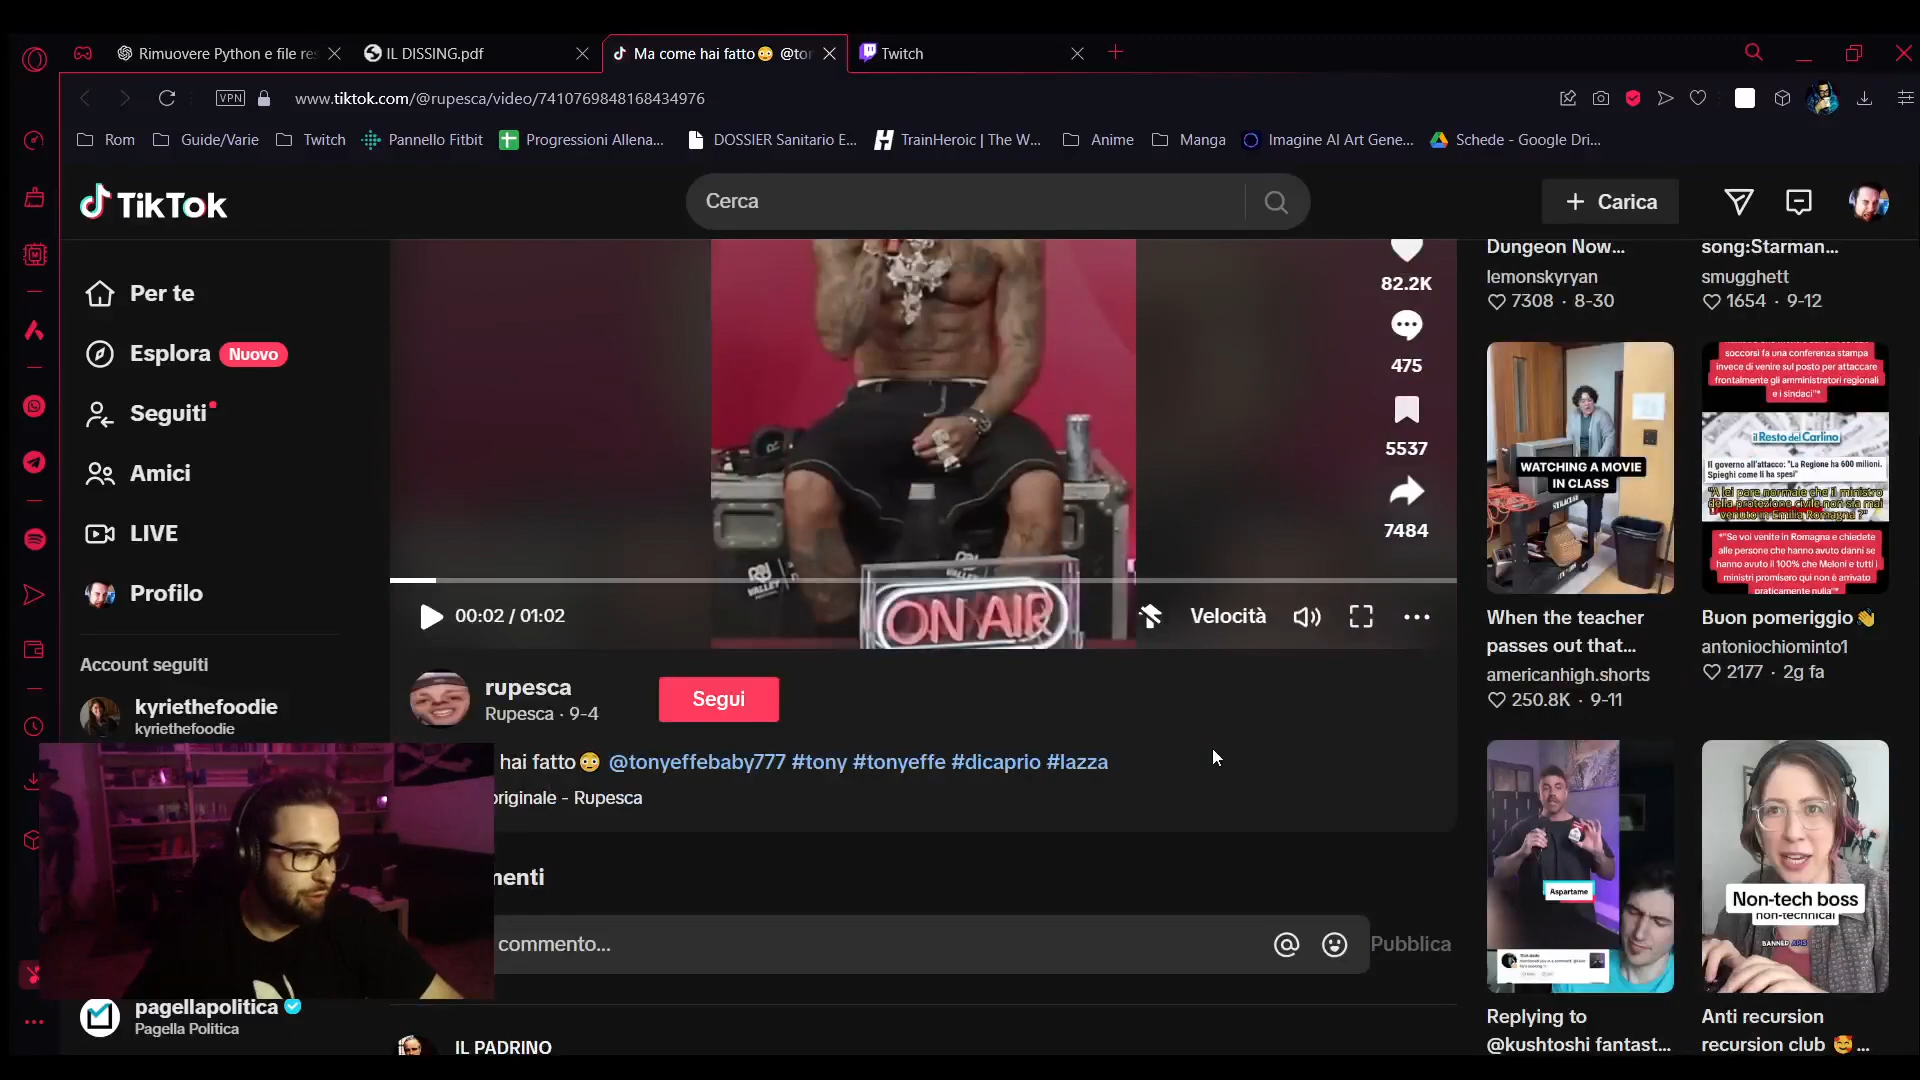 Rimuovere Python e file res
IL DISSING.pdf
Ma come hai fatto😳 @tor
Twitch
VPN
www.tiktok.com/@rupesca/video/7410769848168434976
Rom
Guide/Varie
Twitch
Pannello Fitbit
Progressioni Allena...
DOSSIER Sanitario E...
TrainHeroic | The W...
Anime
Manga
Imagine AI Art Gene...
Schede - Google Dri...
TikTok
Cerca
Carica
Per te
Esplora
Nuovo
Seguiti
Amici
LIVE
Profilo
Account seguiti
kyriethefoodie
kyriethefoodie
pagellapolitica
Pagella Politica
82.2K
475
5537
7484
ON AIR
00:02 / 01:02
Velocità
rupesca
Rupesca · 9-4
Segui
hai fatto😳 @tonyeffebaby777 #tony #tonyeffe #dicaprio #lazza
originale - Rupesca
menti
commento...
Pubblica
IL PADRINO
Dungeon Now...
lemonskyryan
7308 · 8-30
song:Starman...
smugghett
1654 · 9-12
WATCHING A MOVIE
IN CLASS
When the teacher
passes out that...
americanhigh.shorts
250.8K · 9-11
soccorsi fa una conferenza stampa
invece di venire sul posto per attaccare
frontalmente gli amministratori regionali
e i sindaci"*
il Resto del Carlino
Il governo all'attacco: "La Regione ha 600 milioni.
Spieghi come li ha spesi"
"A lei pare normale che il ministro
della protezione civile non sia mai
venuto in Emilia Romagna ?"
*"Se voi venite in Romagna e chiedete
alle persone che hanno avuto danni se
hanno avuto il 100% che Meloni e tutti i
ministri promisero qui non è arrivato
praticamente nulla"*
Buon pomeriggio👋
antoniochiominto1
2177 · 2g fa
Aspartame
Replying to
@kushtoshi fantast...
Non-tech boss
non-technical
BANNED APIS
Anti recursion
recursion club 🥰...